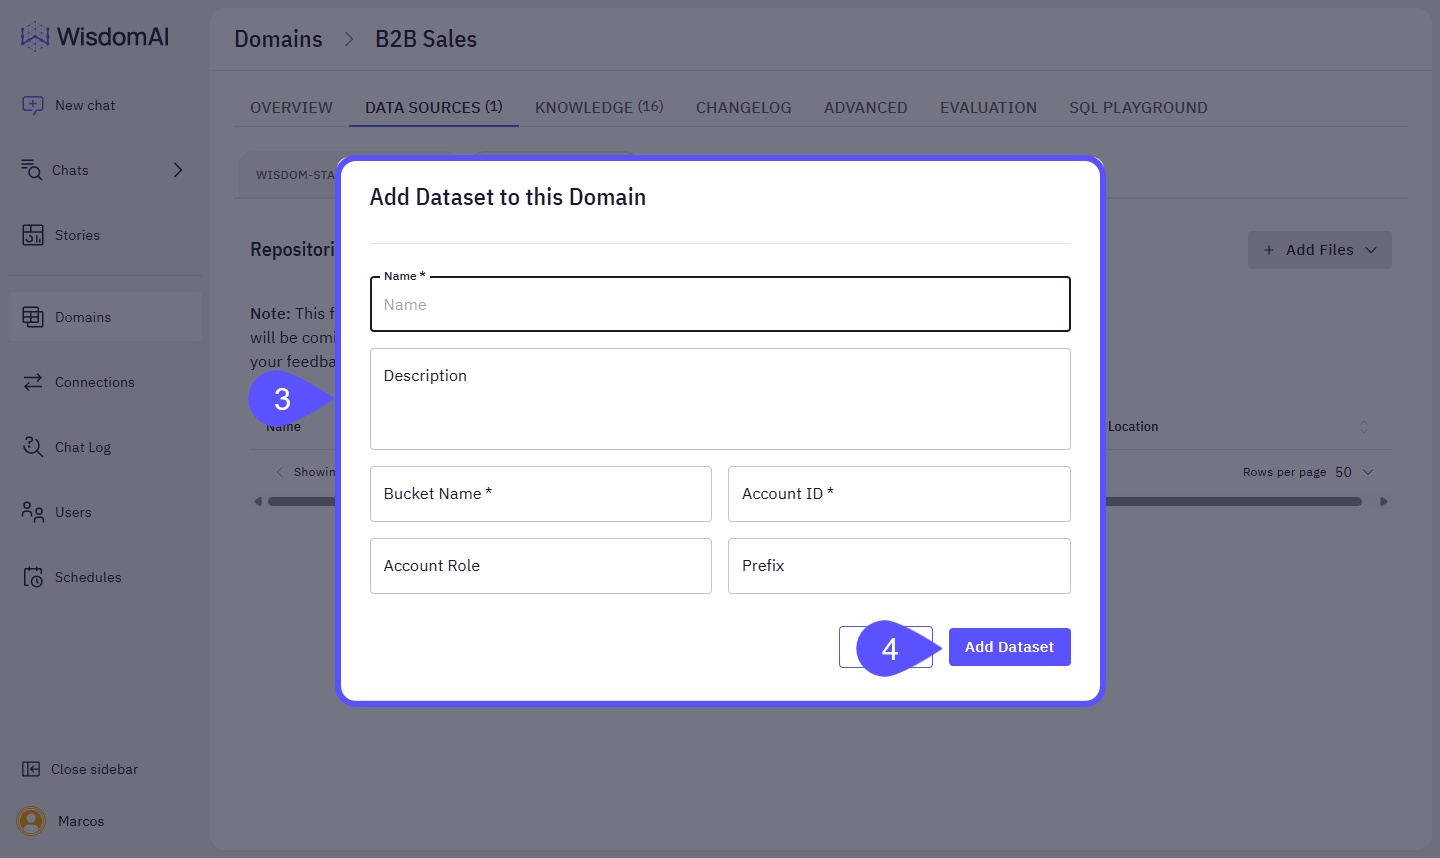 WisdomAI
New chat
Chats
Stories
Domains
Connections
Chat Log
Users
Schedules
Close sidebar
Marcos
Domains > B2B Sales
OVERVIEW DATA SOURCES (1) KNOWLEDGE (16) CHANGELOG ADVANCED EVALUATION SQL PLAYGROUND
WISDOM-STA
Repositori
+ Add Files
Note: This f
will be comi
your feedba
Name
Location
Showin
Rows per page 50
Add Dataset to this Domain
Name *
Name
Description
3
Bucket Name * Account ID *
Account Role Prefix
4
Add Dataset